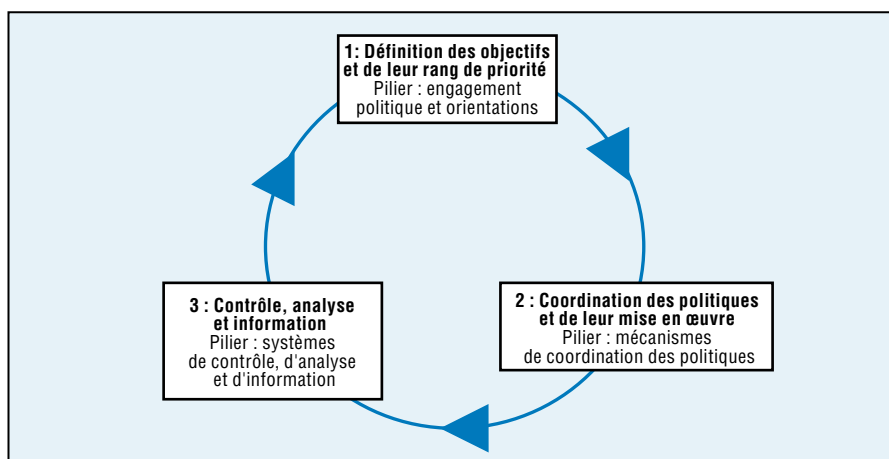 1: Définition des objectifs
et de leur rang de priorité
Pilier : engagement
politique et orientations
2 : Coordination des politiques
et de leur mise en œuvre
Pilier : mécanismes
de coordination des politiques
3 : Contrôle, analyse
et information
Pilier : systèmes
de contrôle, d'analyse
et d'information